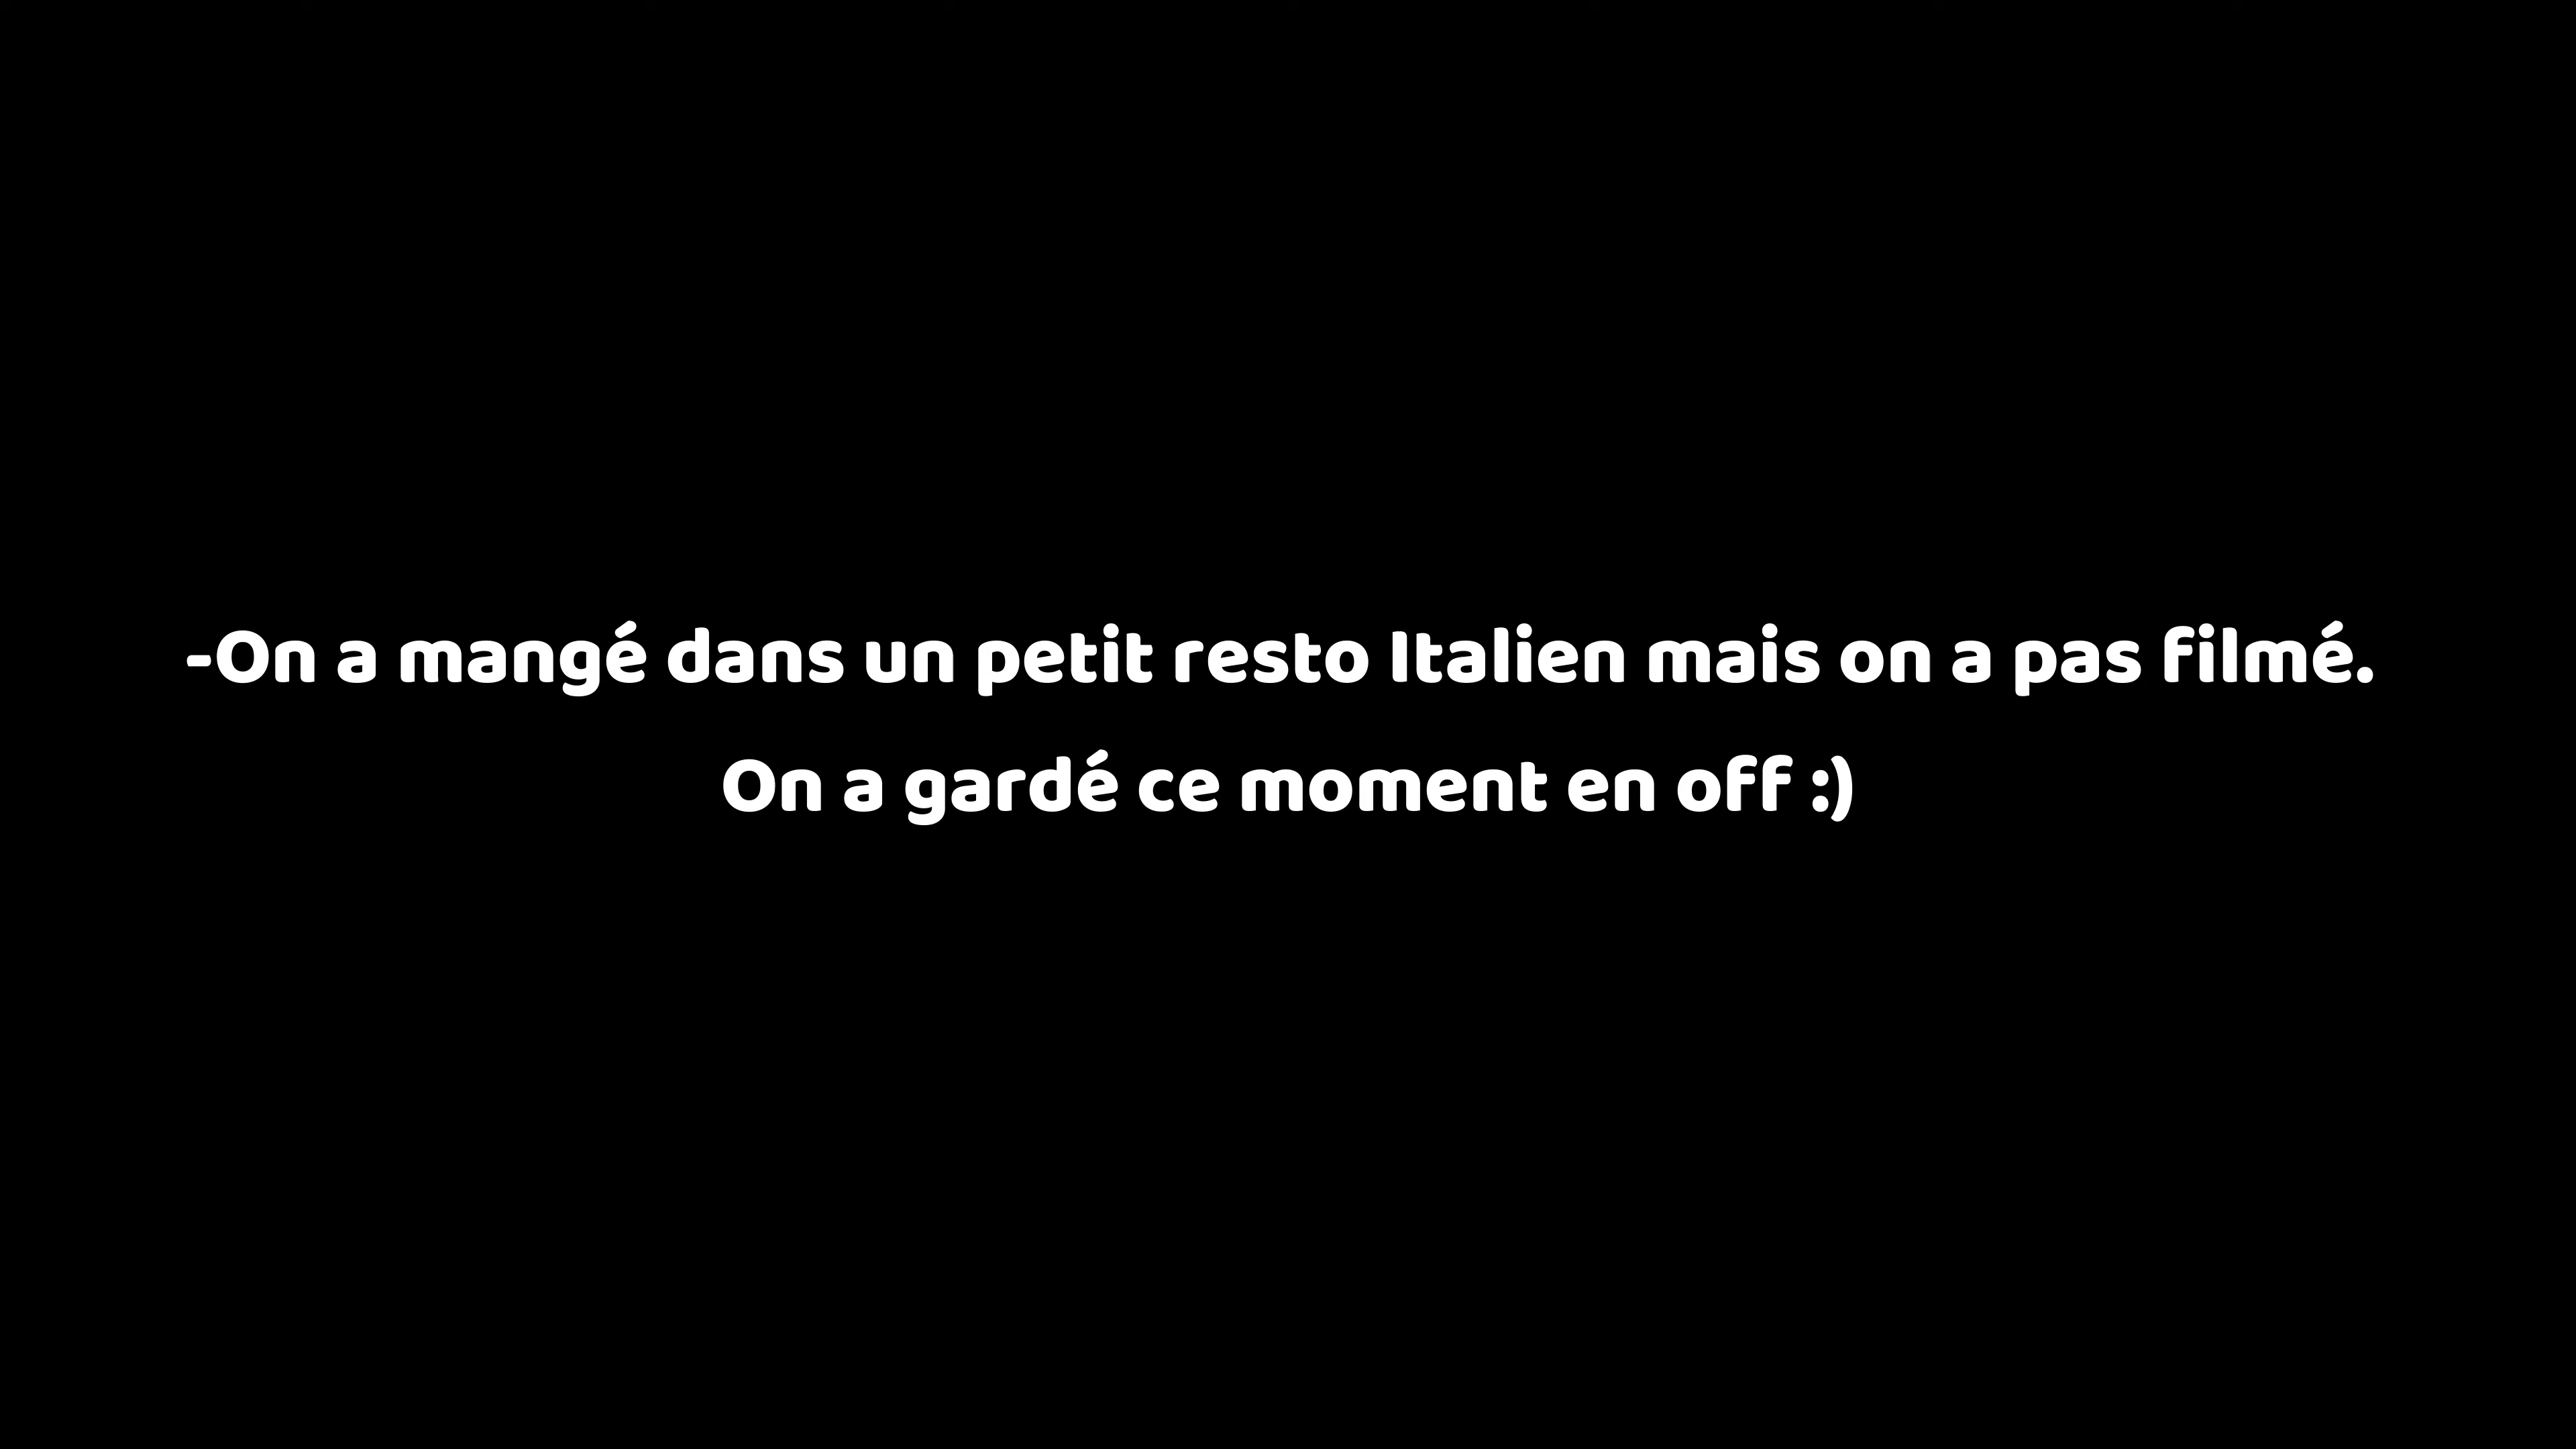 -On a mangé dans un petit resto Italien mais on a pas filmé.
On a gardé ce moment en off :)